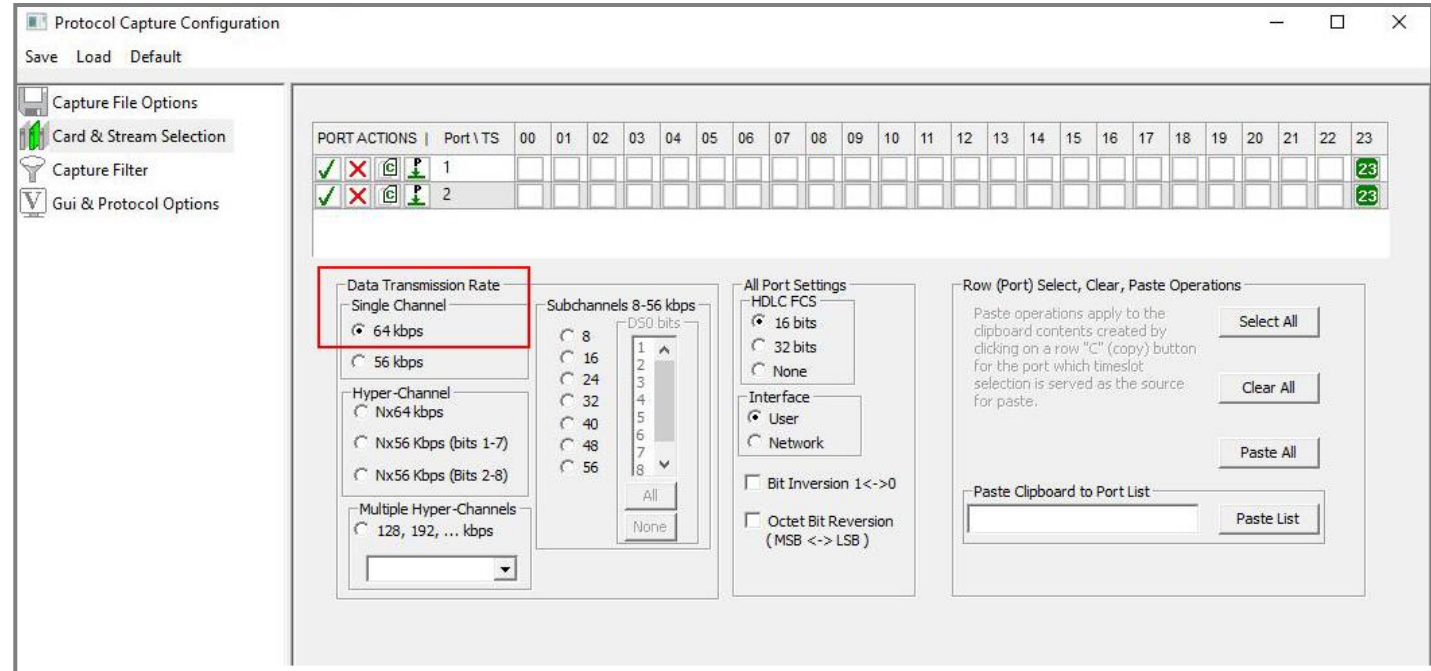 Protocol Capture Configuration
Save Load Default
Capture File Options
Card & Stream Selection
Capture Filter
Gui & Protocol Options
PORT ACTIONS | Port \ TS 00 01 02 03 04 05 06 07 08 09 10 11 12 13 14 15 16 17 18 19 20 21 22 23
C P 1 23
C P 2 23
Data Transmission Rate
Single Channel
64 kbps
56 kbps
Hyper-Channel
Nx64 kbps
Nx56 Kbps (bits 1-7)
Nx56 Kbps (Bits 2-8)
Multiple Hyper-Channels
128, 192, ... kbps
Subchannels 8-56 kbps
8
16
24
32
40
48
56
DS0 bits
1
2
3
4
5
6
7
8
All
None
All Port Settings
HDLC FCS
16 bits
32 bits
None
Interface
User
Network
Bit Inversion 1<->0
Octet Bit Reversion
( MSB <-> LSB )
Row (Port) Select, Clear, Paste Operations
Paste operations apply to the
clipboard contents created by
clicking on a row "C" (copy) button
for the port which timeslot
selection is served as the source
for paste.
Select All
Clear All
Paste All
Paste Clipboard to Port List
Paste List